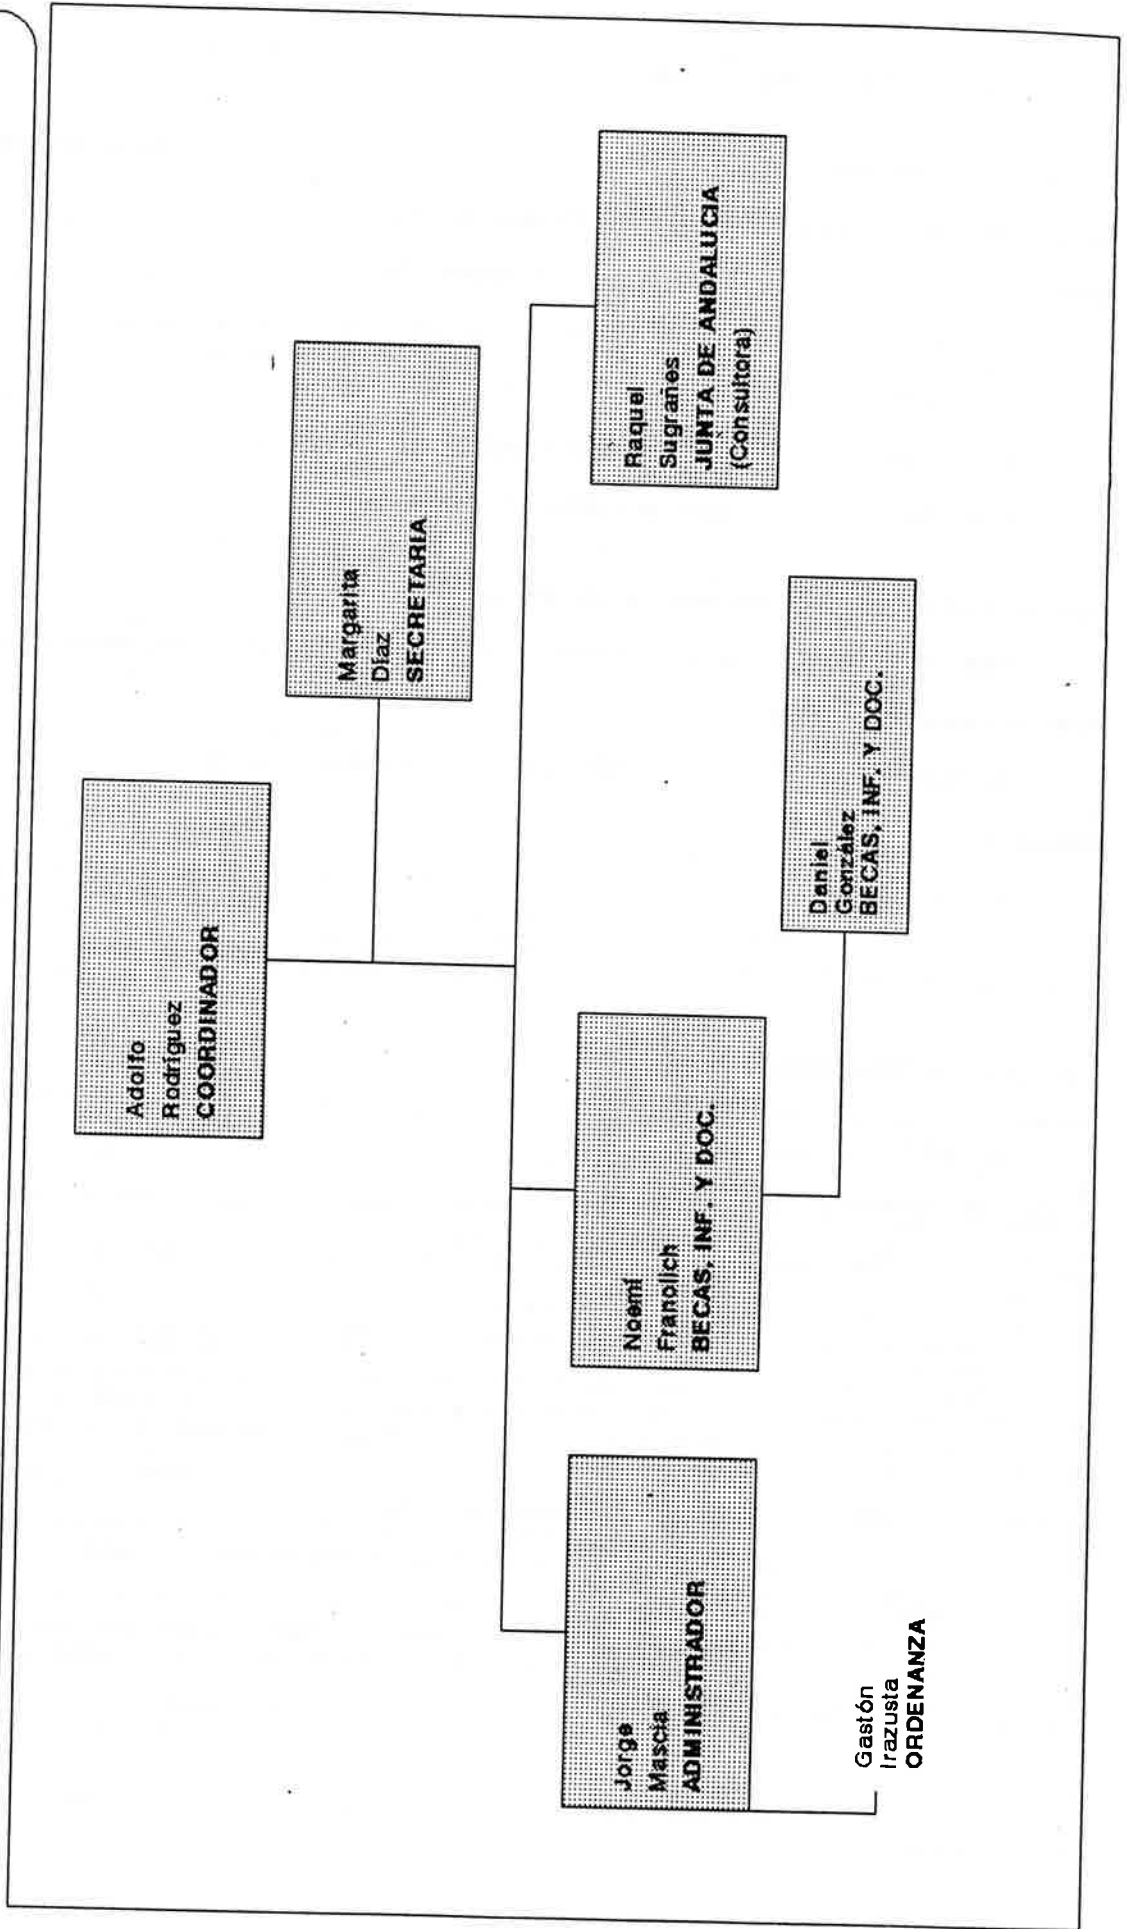 Adolfo
Rodríguez
COORDINADOR
Margarita
Díaz
SECRETARIA
Jorge
Mascia
ADMINISTRADOR
Noemí
Franolich
BECAS, INF. Y DOC.
Raquel
Sugrañes
JUNTA DE ANDALUCIA
(Consultora)
Daniel
González
BECAS, INF. Y DOC.
Gastón
Irazusta
ORDENANZA